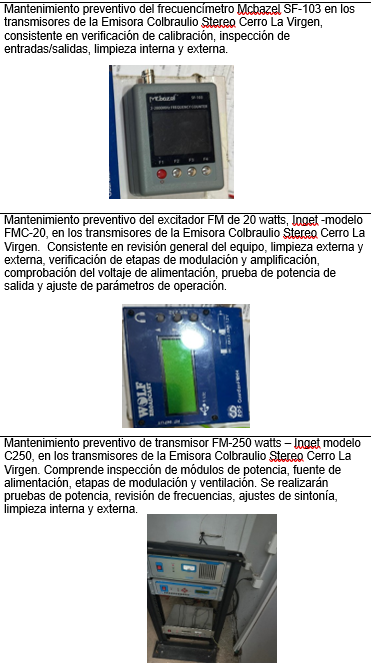 Mantenimiento preventivo del frecuencímetro Mcbazel SF-103 en los
transmisores de la Emisora Colbraulio Stereo Cerro La Virgen,
consistente en verificación de calibración, inspección de
entradas/salidas, limpieza interna y externa.
Mcbazel
SF 103
FREQUENCY COUNTER
F1 F2 F3 F4
Mantenimiento preventivo del excitador FM de 20 watts, Inget -modelo
FMC-20, en los transmisores de la Emisora Colbraulio Stereo Cerro La
Virgen. Consistente en revisión general del equipo, limpieza externa y
externa, verificación de etapas de modulación y amplificación,
comprobación del voltaje de alimentación, prueba de potencia de
salida y ajuste de parámetros de operación.
WOLF
BROADCAST
Mantenimiento preventivo de transmisor FM-250 watts – Inget modelo
C250, en los transmisores de la Emisora Colbraulio Stereo Cerro La
Virgen. Comprende inspección de módulos de potencia, fuente de
alimentación, etapas de modulación y ventilación. Se realizarán
pruebas de potencia, revisión de frecuencias, ajustes de sintonía,
limpieza interna y externa.